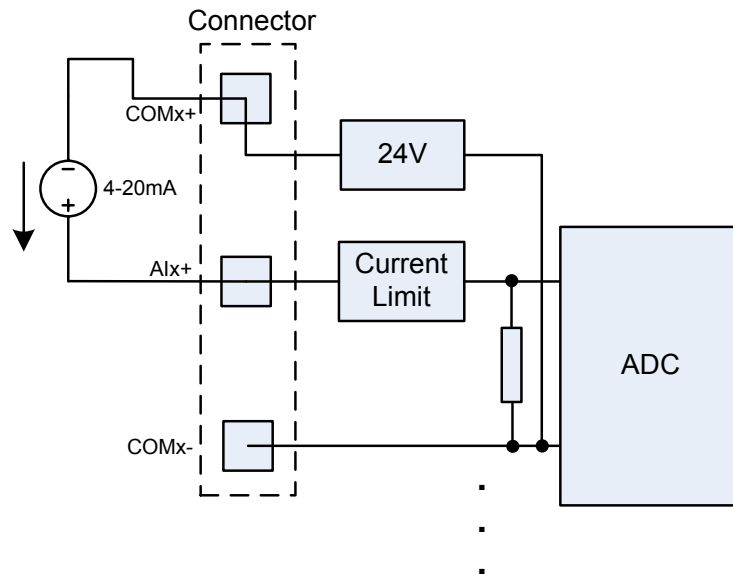 Connector
COMx+
24V
−
4-20mA
+
AIx+
Current
Limit
ADC
COMx-